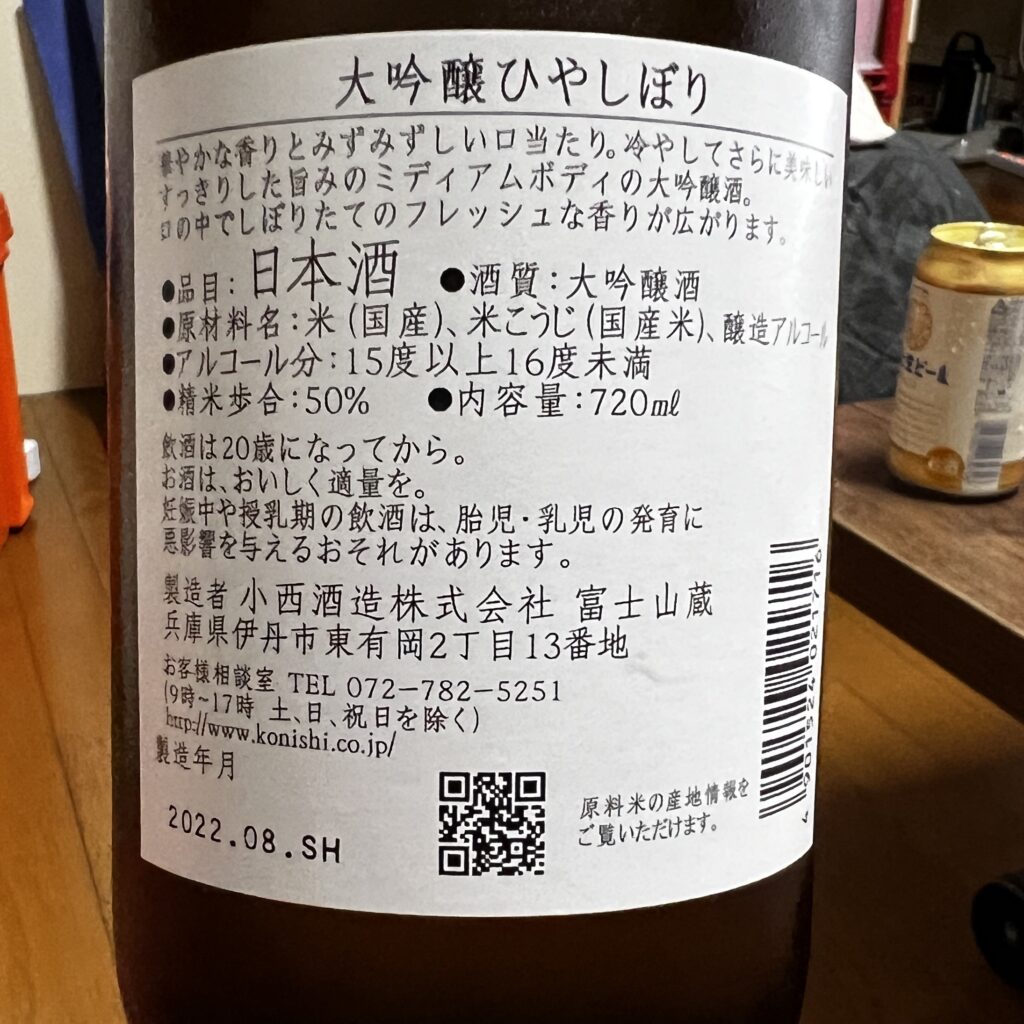 大吟醸ひやしぼり
華やかな香りとみずみずしい口当たり。冷やしてさらに美味しい
すっきりした旨みのミディアムボディの大吟醸酒。
口の中でしぼりたてのフレッシュな香りが広がります。
●品目:日本酒 ●酒質:大吟醸酒
●原材料名:米(国産)、米こうじ(国産米)、醸造アルコール
●アルコール分:15度以上16度未満
●精米歩合:50% ●内容量:720㎖
飲酒は20歳になってから。
お酒は、おいしく適量を。
妊娠中や授乳期の飲酒は、胎児・乳児の発育に
悪影響を与えるおそれがあります。
製造者 小西酒造株式会社 富士山蔵
兵庫県伊丹市東有岡2丁目13番地
お客様相談室 TEL 072-782-5251
(9時~17時 土、日、祝日を除く)
http://www.konishi.co.jp/
製造年月
2022.08.SH
原料米の産地情報を
ご覧いただけます。
生ビール